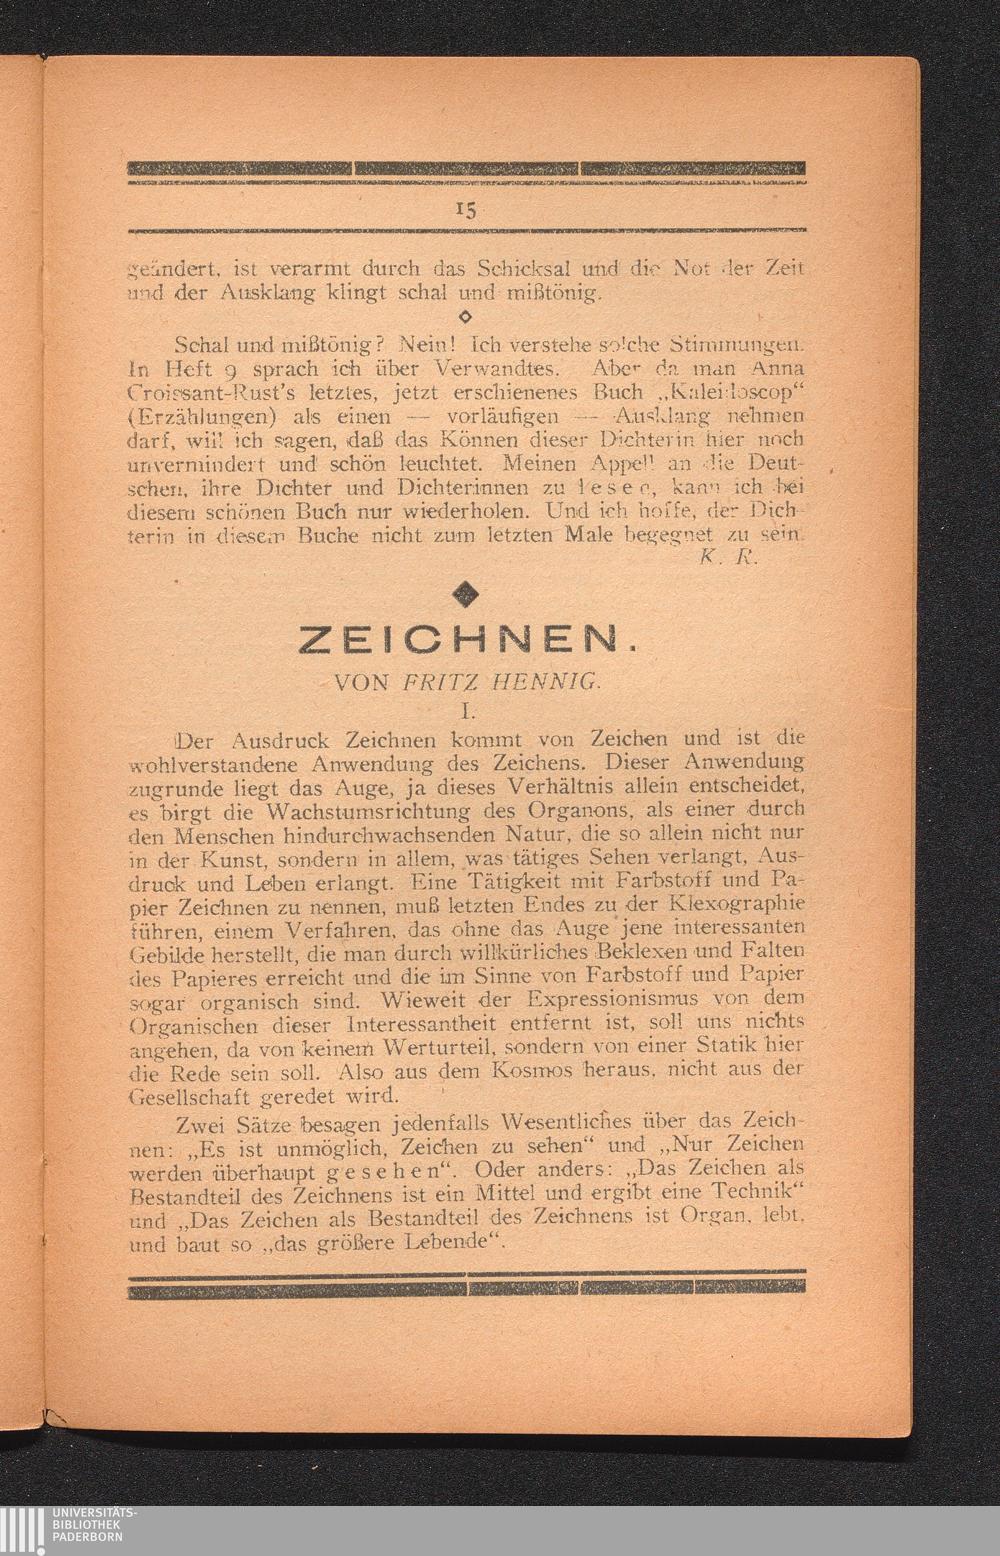 15
geändert, ist verarmt durch das Schicksal und die Not der Zeit
und der Ausklang klingt schal und mißtönig.
Schal und mißtönig? Nein! Ich verstehe solche Stimmungen.
In Heft 9 sprach ich über Verwandtes. Aber da man Anna
Croissant-Rust's letztes, jetzt erschienenes Buch „Kaleidoscop“
(Erzählungen) als einen — vorläufigen — Ausklang nehmen
darf, will ich sagen, daß das Können dieser Dichterin hier noch
unvermindert und schön leuchtet. Meinen Appell an die Deut-
schen, ihre Dichter und Dichterinnen zu lesen, kann ich bei
diesem schönen Buch nur wiederholen. Und ich hoffe, der Dich-
terin in diesem Buche nicht zum letzten Male begegnet zu sein.
K. R.
ZEICHNEN.
VON FRITZ HENNIG.
I.
Der Ausdruck Zeichnen kommt von Zeichen und ist die
wohlverstandene Anwendung des Zeichens. Dieser Anwendung
zugrunde liegt das Auge, ja dieses Verhältnis allein entscheidet,
es birgt die Wachstumsrichtung des Organons, als einer durch
den Menschen hindurchwachsenden Natur, die so allein nicht nur
in der Kunst, sondern in allem, was tätiges Sehen verlangt, Aus-
druck und Leben erlangt. Eine Tätigkeit mit Farbstoff und Pa-
pier Zeichnen zu nennen, muß letzten Endes zu der Klexographie
führen, einem Verfahren, das ohne das Auge jene interessanten
Gebilde herstellt, die man durch willkürliches Beklexen und Falten
des Papieres erreicht und die im Sinne von Farbstoff und Papier
sogar organisch sind. Wieweit der Expressionismus von dem
Organischen dieser Interessantheit entfernt ist, soll uns nichts
angehen, da von keinem Werturteil, sondern von einer Statik hier
die Rede sein soll. Also aus dem Kosmos heraus, nicht aus der
Gesellschaft geredet wird.
Zwei Sätze besagen jedenfalls Wesentliches über das Zeich-
nen: „Es ist unmöglich, Zeichen zu sehen“ und „Nur Zeichen
werden überhaupt gesehen“. Oder anders: „Das Zeichen als
Bestandteil des Zeichnens ist ein Mittel und ergibt eine Technik“
und „Das Zeichen als Bestandteil des Zeichnens ist Organ, lebt,
und baut so „das größere Lebende“.
UNIVERSITÄTS-
BIBLIOTHEK
PADERBORN